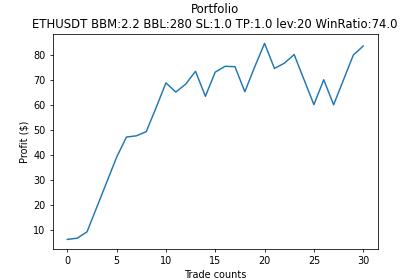 Portfolio
ETHUSDT BBM:2.2 BBL:280 SL:1.0 TP:1.0 lev:20 WinRatio:74.0
80
70
60
50
40
30
20
10
Profit ($)
0 5 10 15 20 25 30
Trade counts